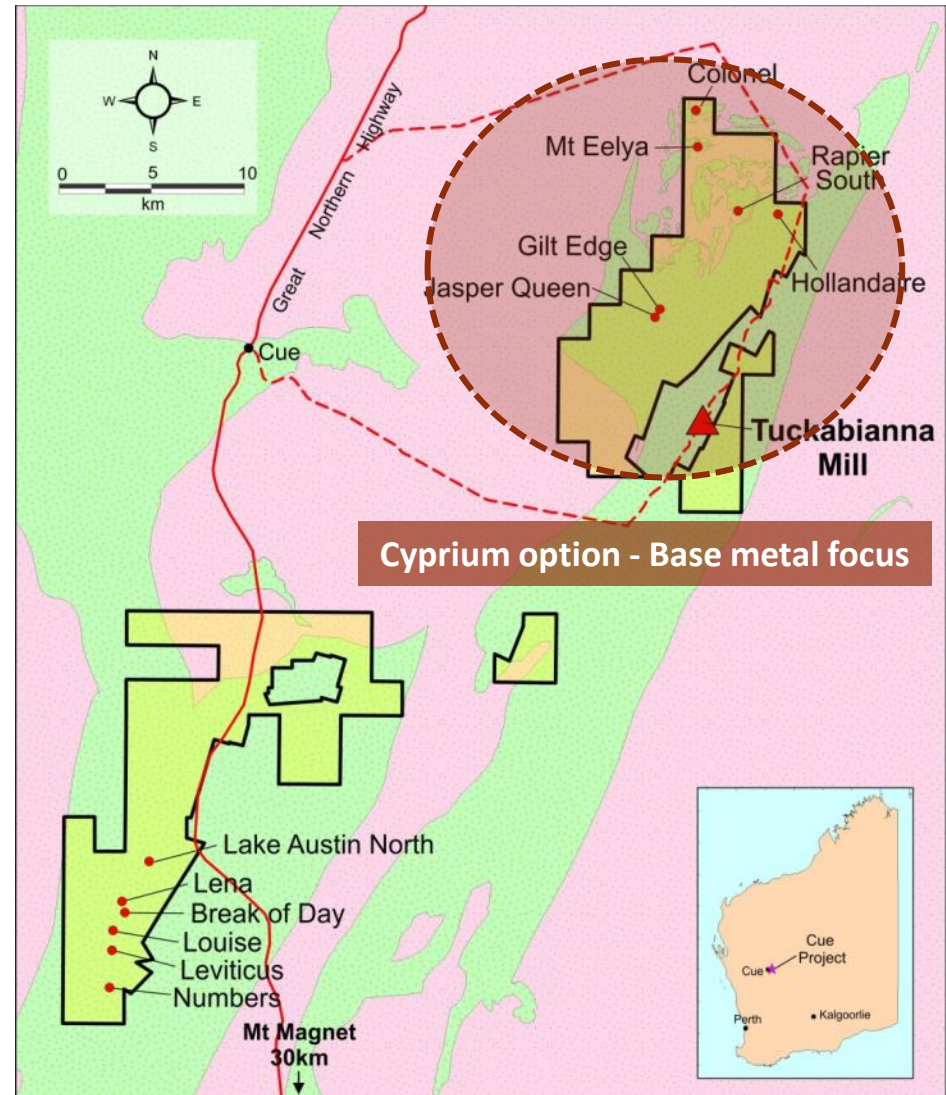 N
W
E
S
0
5
10
km
Great Northern Highway
Cue
Colonel
Mt Eelya
Rapier
South
Gilt Edge
Jasper Queen
Hollandaire
Tuckabianna
Mill
Cyprium option - Base metal focus
Lake Austin North
Lena
Break of Day
Louise
Leviticus
Numbers
Mt Magnet
30km
Cue
Project
Cue
Perth
Kalgoorlie